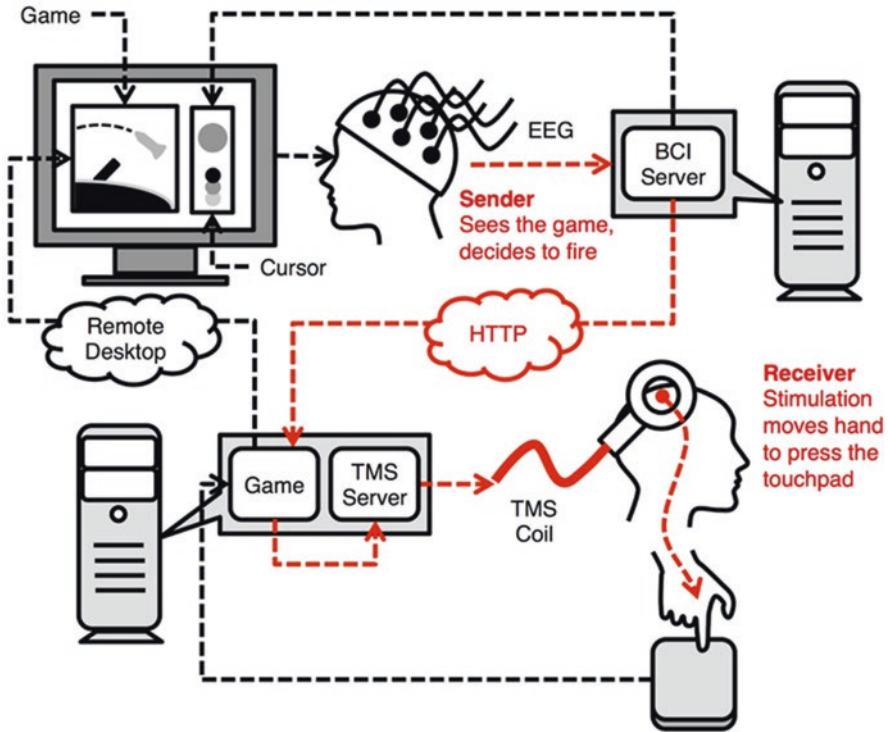 Game
EEG
BCI
Server
Sender
Sees the game,
decides to fire
Cursor
Remote
Desktop
HTTP
Receiver
Stimulation
moves hand
to press the
touchpad
Game
TMS
Server
TMS
Coil